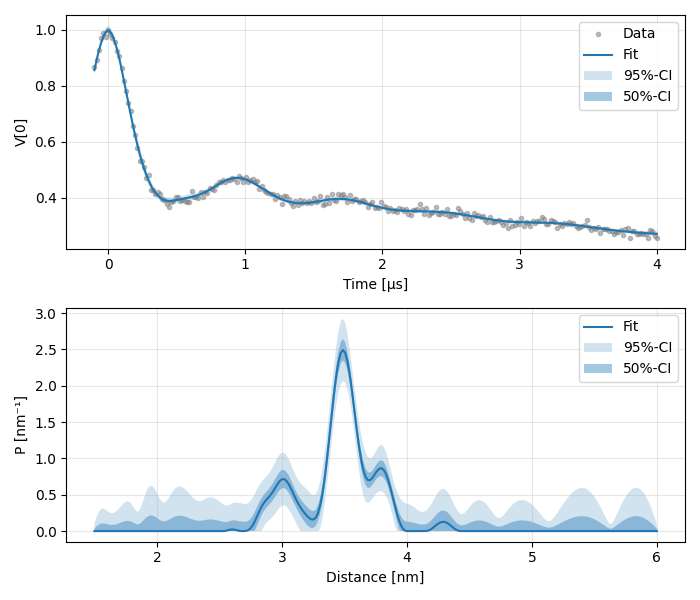 1.0
0.8
0.6
0.4
V[0]
Data
Fit
95%-CI
50%-CI
0 1 2 3 4
Time [μs]
3.0
2.5
2.0
1.5
1.0
0.5
0.0
P [nm⁻¹]
Fit
95%-CI
50%-CI
2 3 4 5 6
Distance [nm]